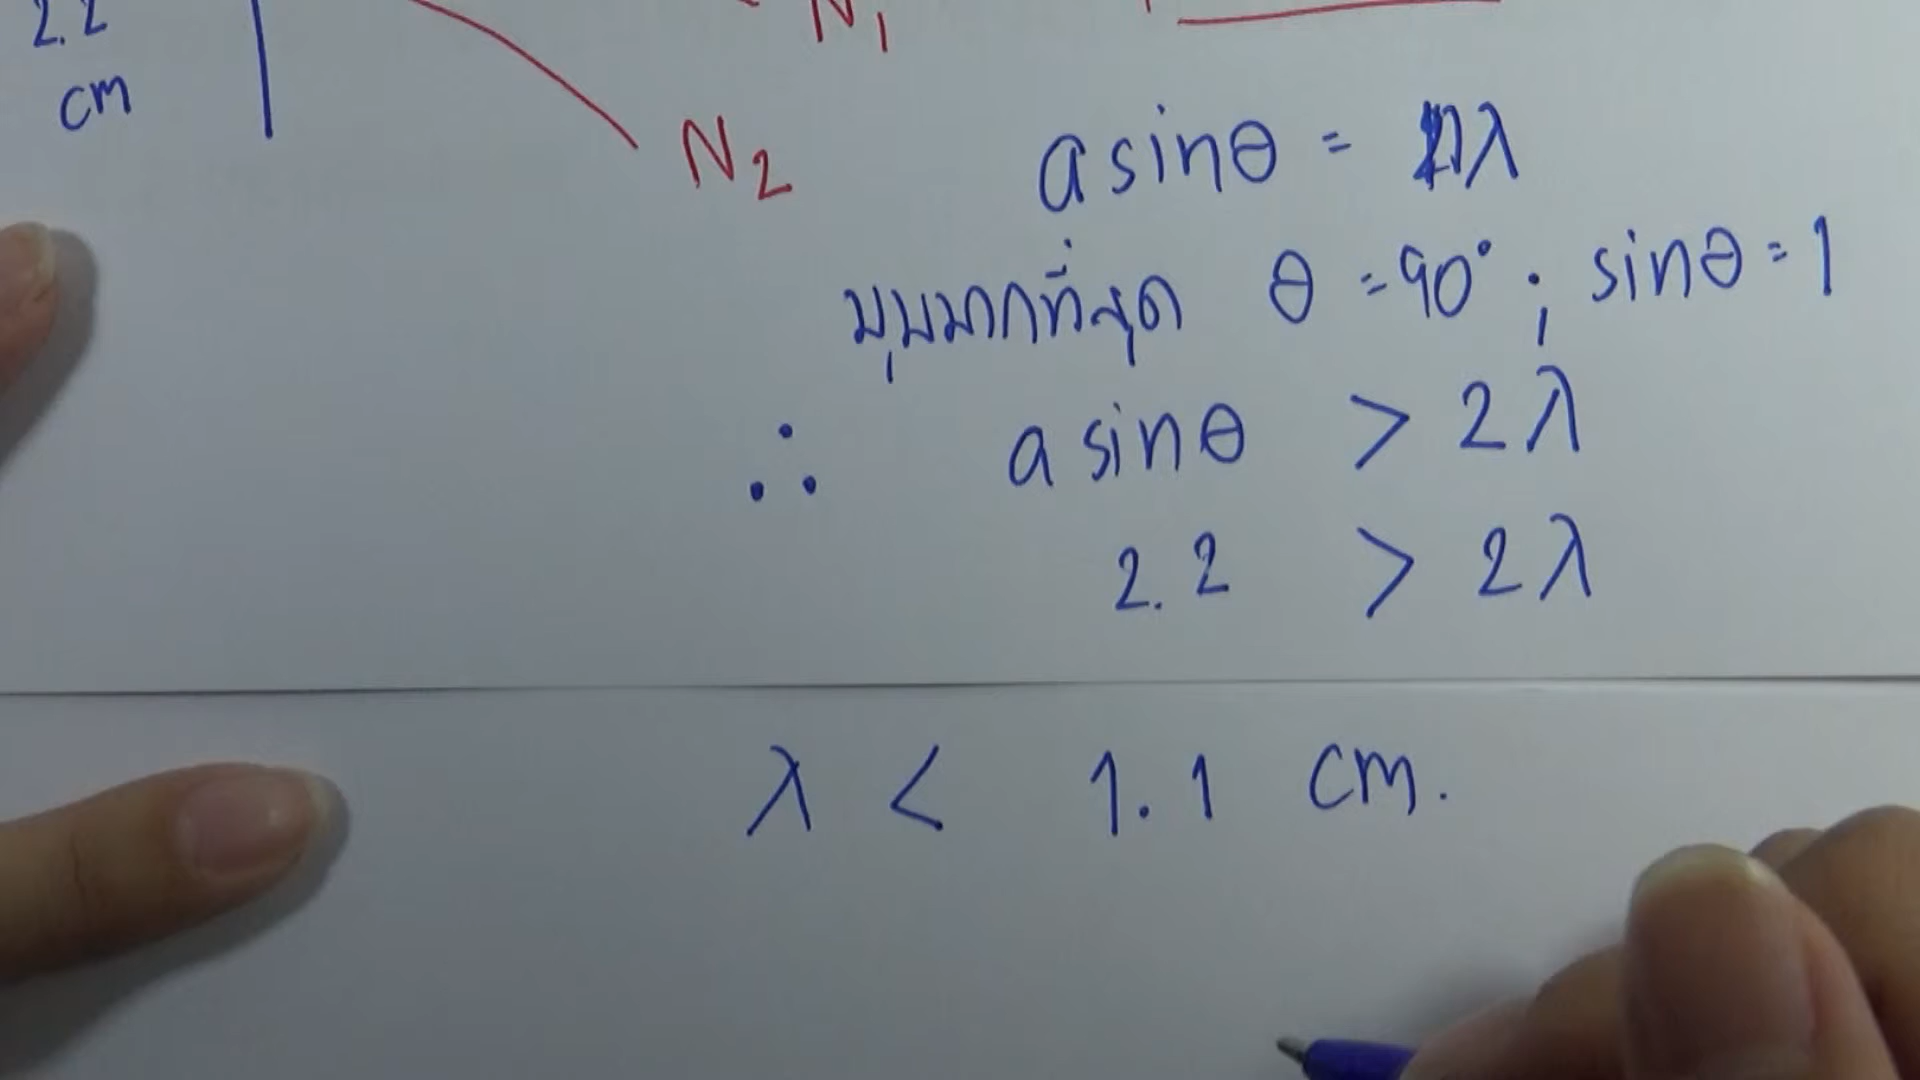 2.2
cm
N₁
N₂
a sinθ = nλ
มุมมากที่สุด θ = 90° ; sinθ = 1
∴ a sinθ > 2λ
2.2 > 2λ
λ < 1.1 cm.